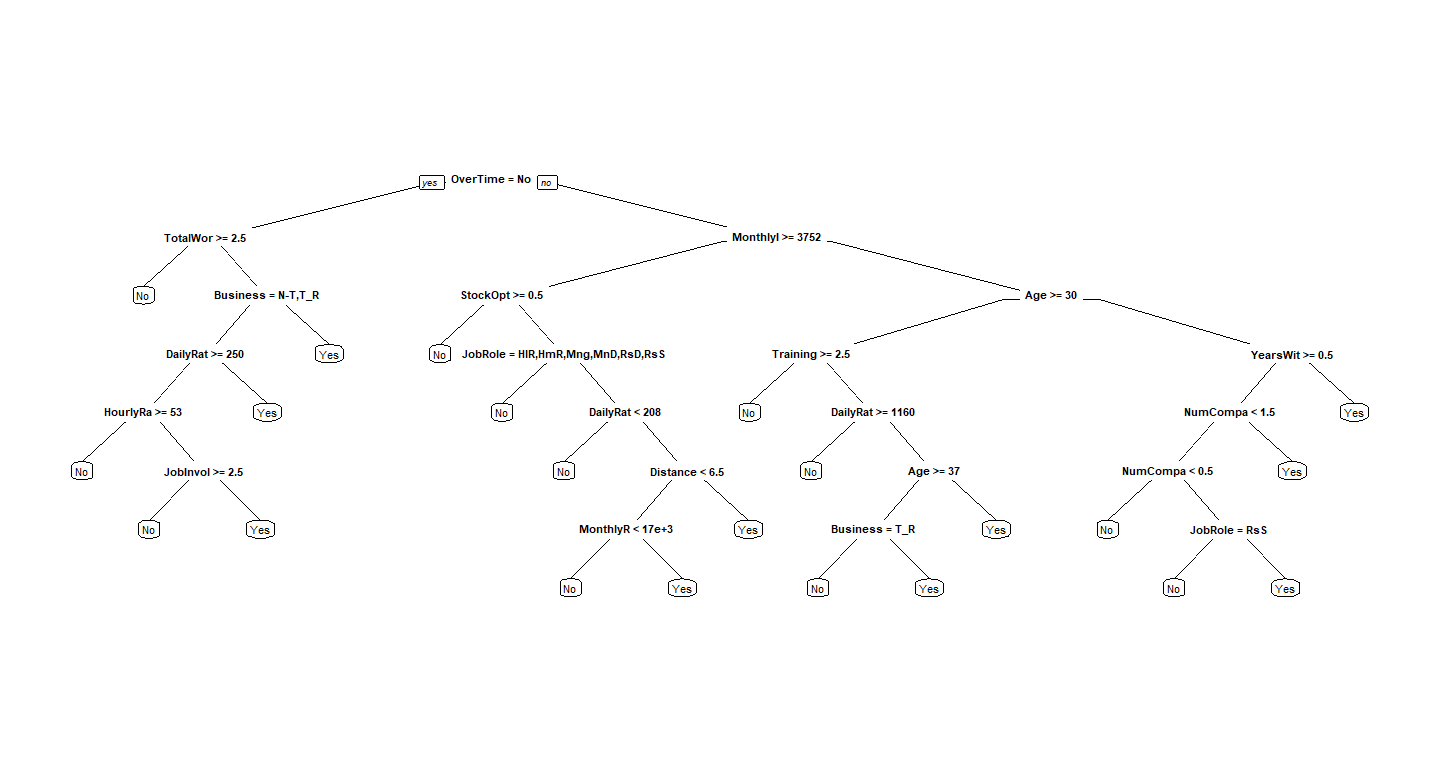 yes OverTime = No no
TotalWor >= 2.5 MonthlyI >= 3752
No Business = N-T,T_R StockOpt >= 0.5 Age >= 30
DailyRat >= 250 Yes No JobRole = HlR,HmR,Mng,MnD,RsD,RsS Training >= 2.5 YearsWit >= 0.5
HourlyRa >= 53 Yes No DailyRat < 208 No DailyRat >= 1160 NumCompa < 1.5 Yes
No JobInvol >= 2.5 No Distance < 6.5 No Age >= 37 NumCompa < 0.5 Yes
No Yes MonthlyR < 17e+3 Yes Business = T_R Yes No JobRole = RsS
No Yes No Yes No Yes